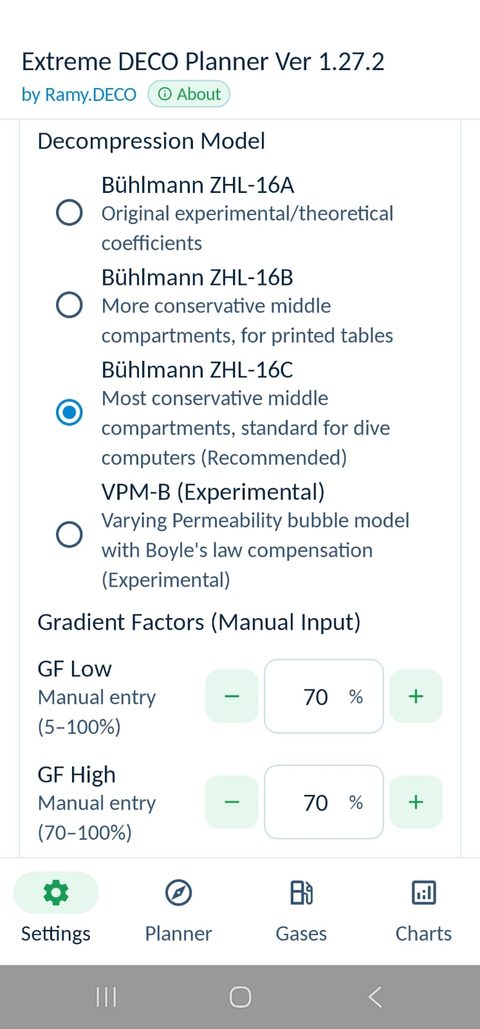 Extreme DECO Planner Ver 1.27.2
by Ramy.DECO
About
Decompression Model
Bühlmann ZHL-16A
Original experimental/theoretical
coefficients
Bühlmann ZHL-16B
More conservative middle
compartments, for printed tables
Bühlmann ZHL-16C
Most conservative middle
compartments, standard for dive
computers (Recommended)
VPM-B (Experimental)
Varying Permeability bubble model
with Boyle's law compensation
(Experimental)
Gradient Factors (Manual Input)
GF Low
Manual entry
(5–100%)
− 70 % +
GF High
Manual entry
(70–100%)
− 70 % +
Settings
Planner
Gases
Charts